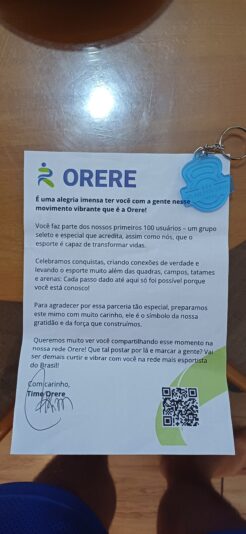 ORERE
É uma alegria imensa ter você com a gente nesse
movimento vibrante que é a Orere!
Você faz parte dos nossos primeiros 100 usuários – um grupo
seleto e especial que acredita, assim como nós, que o
esporte é capaz de transformar vidas.
Celebramos conquistas, criando conexões de verdade e
levando o esporte muito além das quadras, campos, tatames
e arenas. Cada passo dado até aqui só foi possível porque
você está conosco!
Para agradecer por essa parceria tão especial, preparamos
este mimo com muito carinho, ele é o símbolo da nossa
gratidão e da força que construímos.
Queremos muito ver você compartilhando esse momento na
nossa rede Orere! Que tal postar por lá e marcar a gente? Vai
ser demais curtir e vibrar com você na rede mais esportista
do Brasil!
Com carinho,
Time Orere